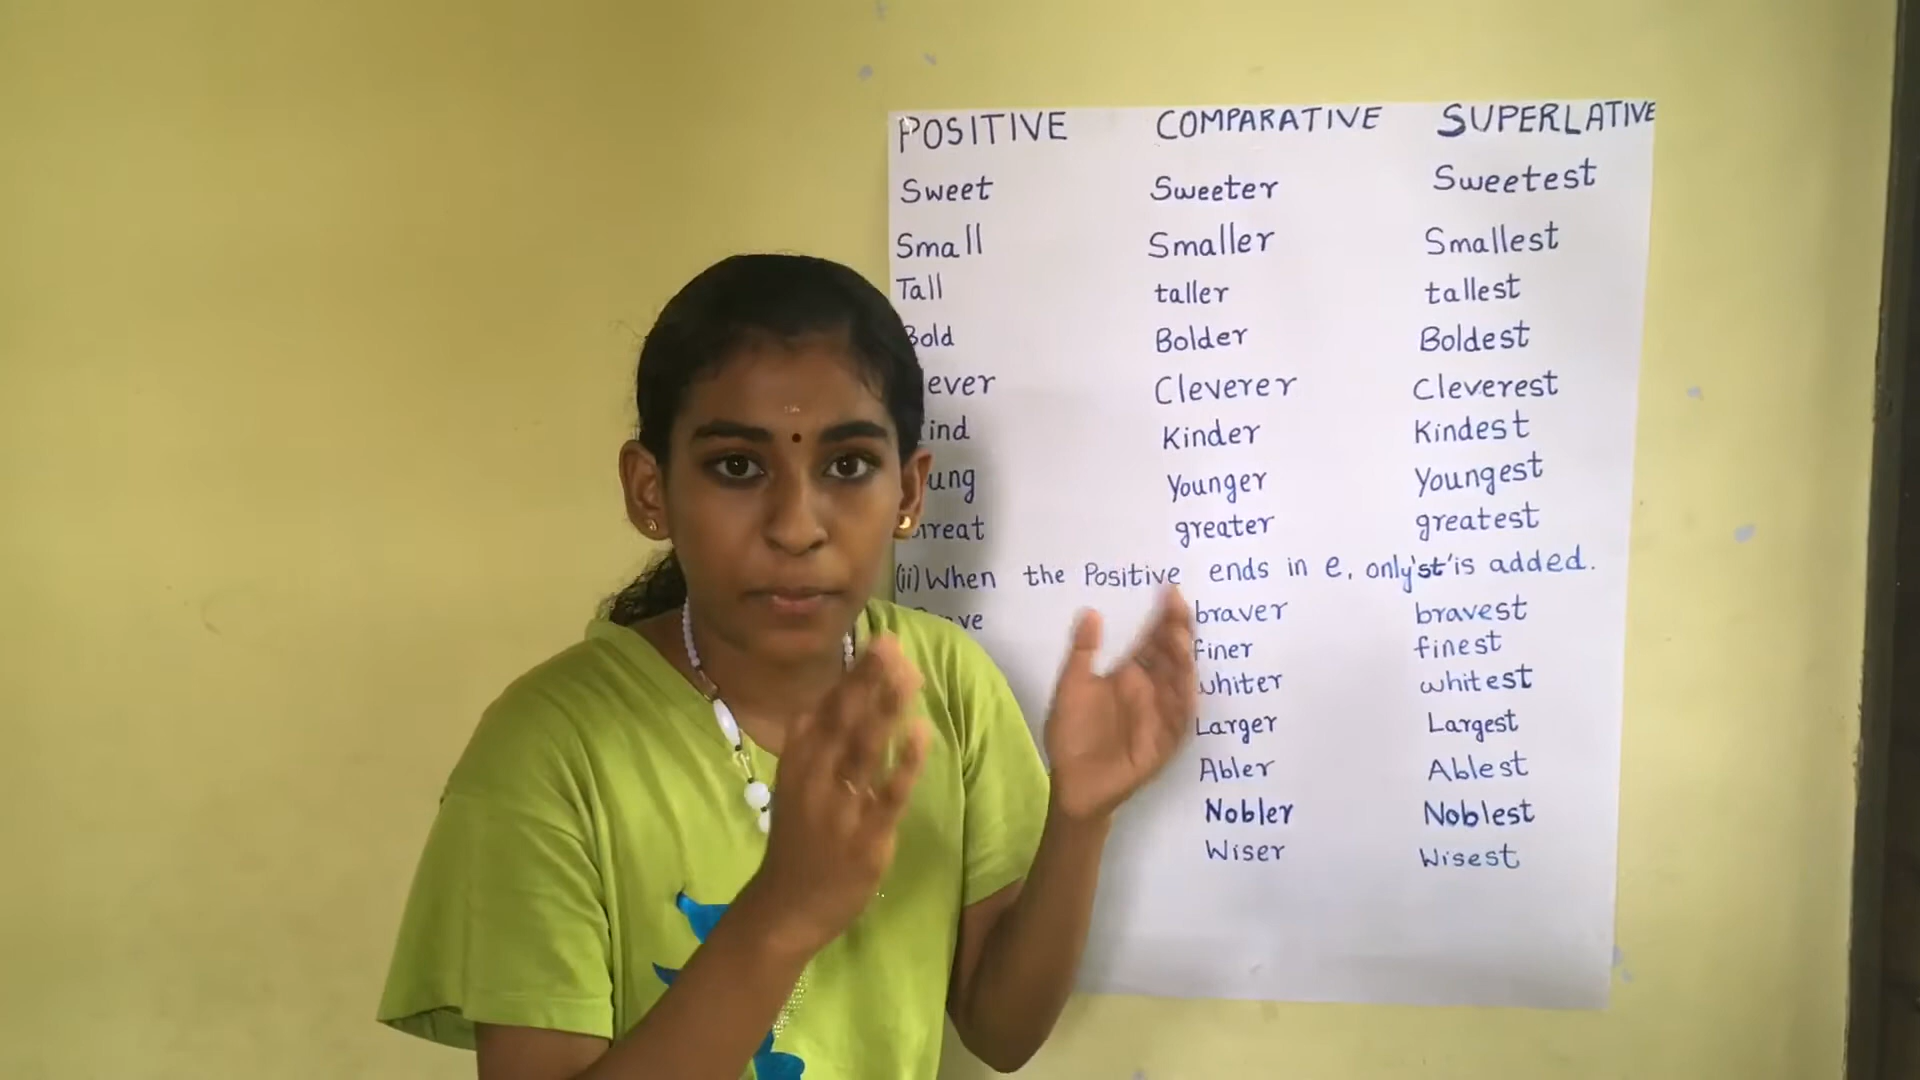 POSITIVE COMPARATIVE SUPERLATIVE
Sweet Sweeter Sweetest
Small Smaller Smallest
Tall taller tallest
Bold Bolder Boldest
Cleverer Cleverest
Kinder Kindest
Younger Youngest
greater greatest
(ii) When the Positive ends in e, only 'st' is added.
braver bravest
finer finest
whiter whitest
Larger Largest
Abler Ablest
Nobler Noblest
Wiser Wisest